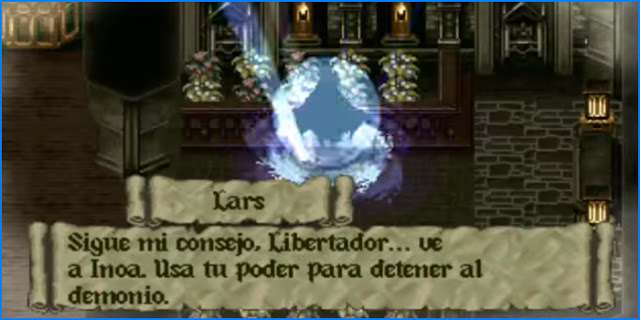 Lars
Sigue mi consejo, Libertador... ve
a Inoa. Usa tu poder para detener al
demonio.